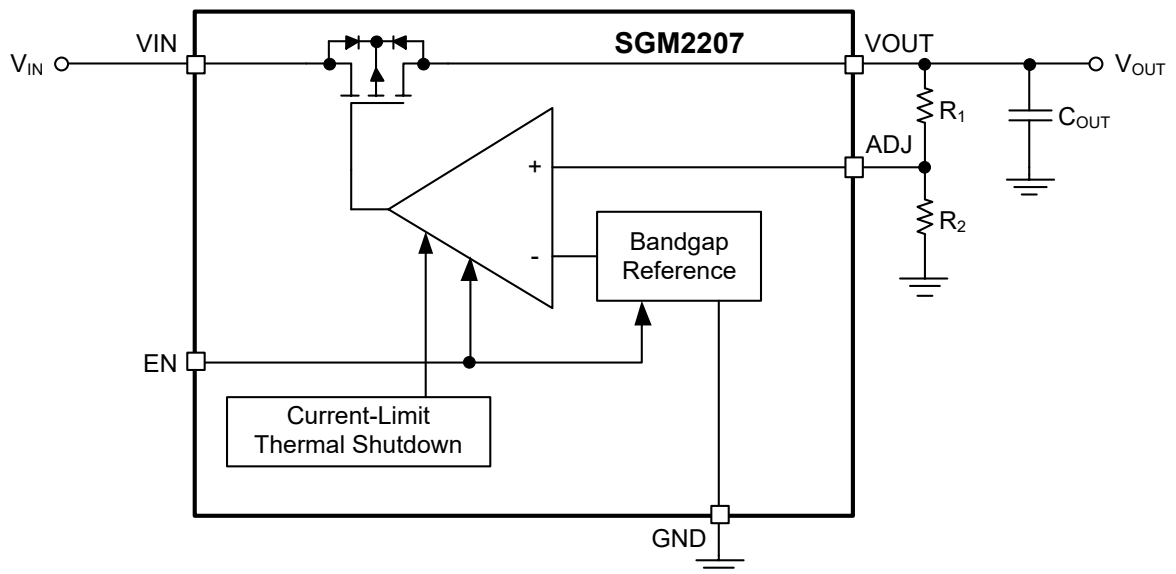 SGM2207
VIN
VOUT
VIN
VOUT
R1
COUT
ADJ
+
R2
Bandgap
Reference
-
EN
Current-Limit
Thermal Shutdown
GND